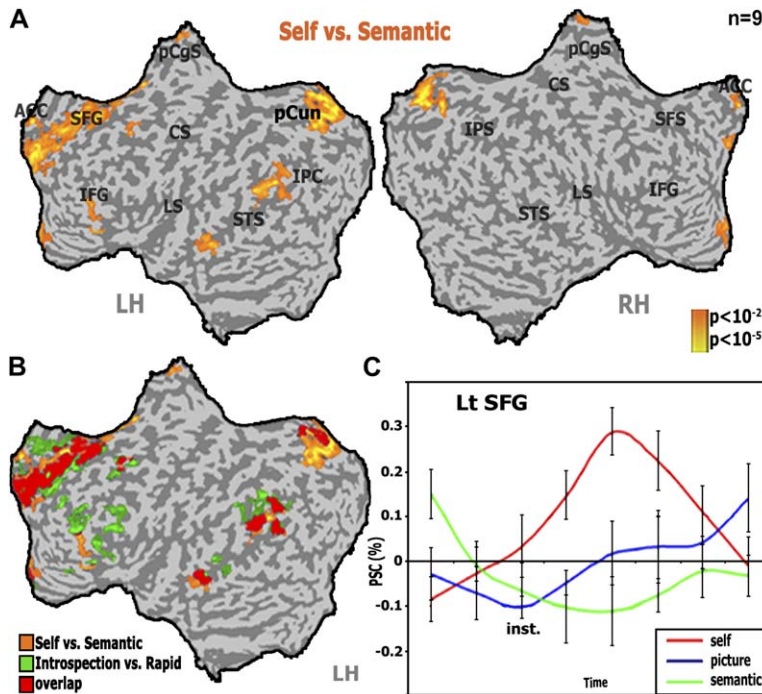 A
Self vs. Semantic
n=9
pCgS
ACC
SFG
CS
pCun
IPC
IFG
LS
STS
LH
pCgS
CS
ACC
IPS
SFS
LS
IFG
STS
RH
p<10-2
p<10-5
B
Self vs. Semantic
Introspection vs. Rapid
overlap
LH
C
Lt SFG
PSC (%)
0.3
0.2
0.1
0
-0.1
-0.2
inst.
Time
self
picture
semantic